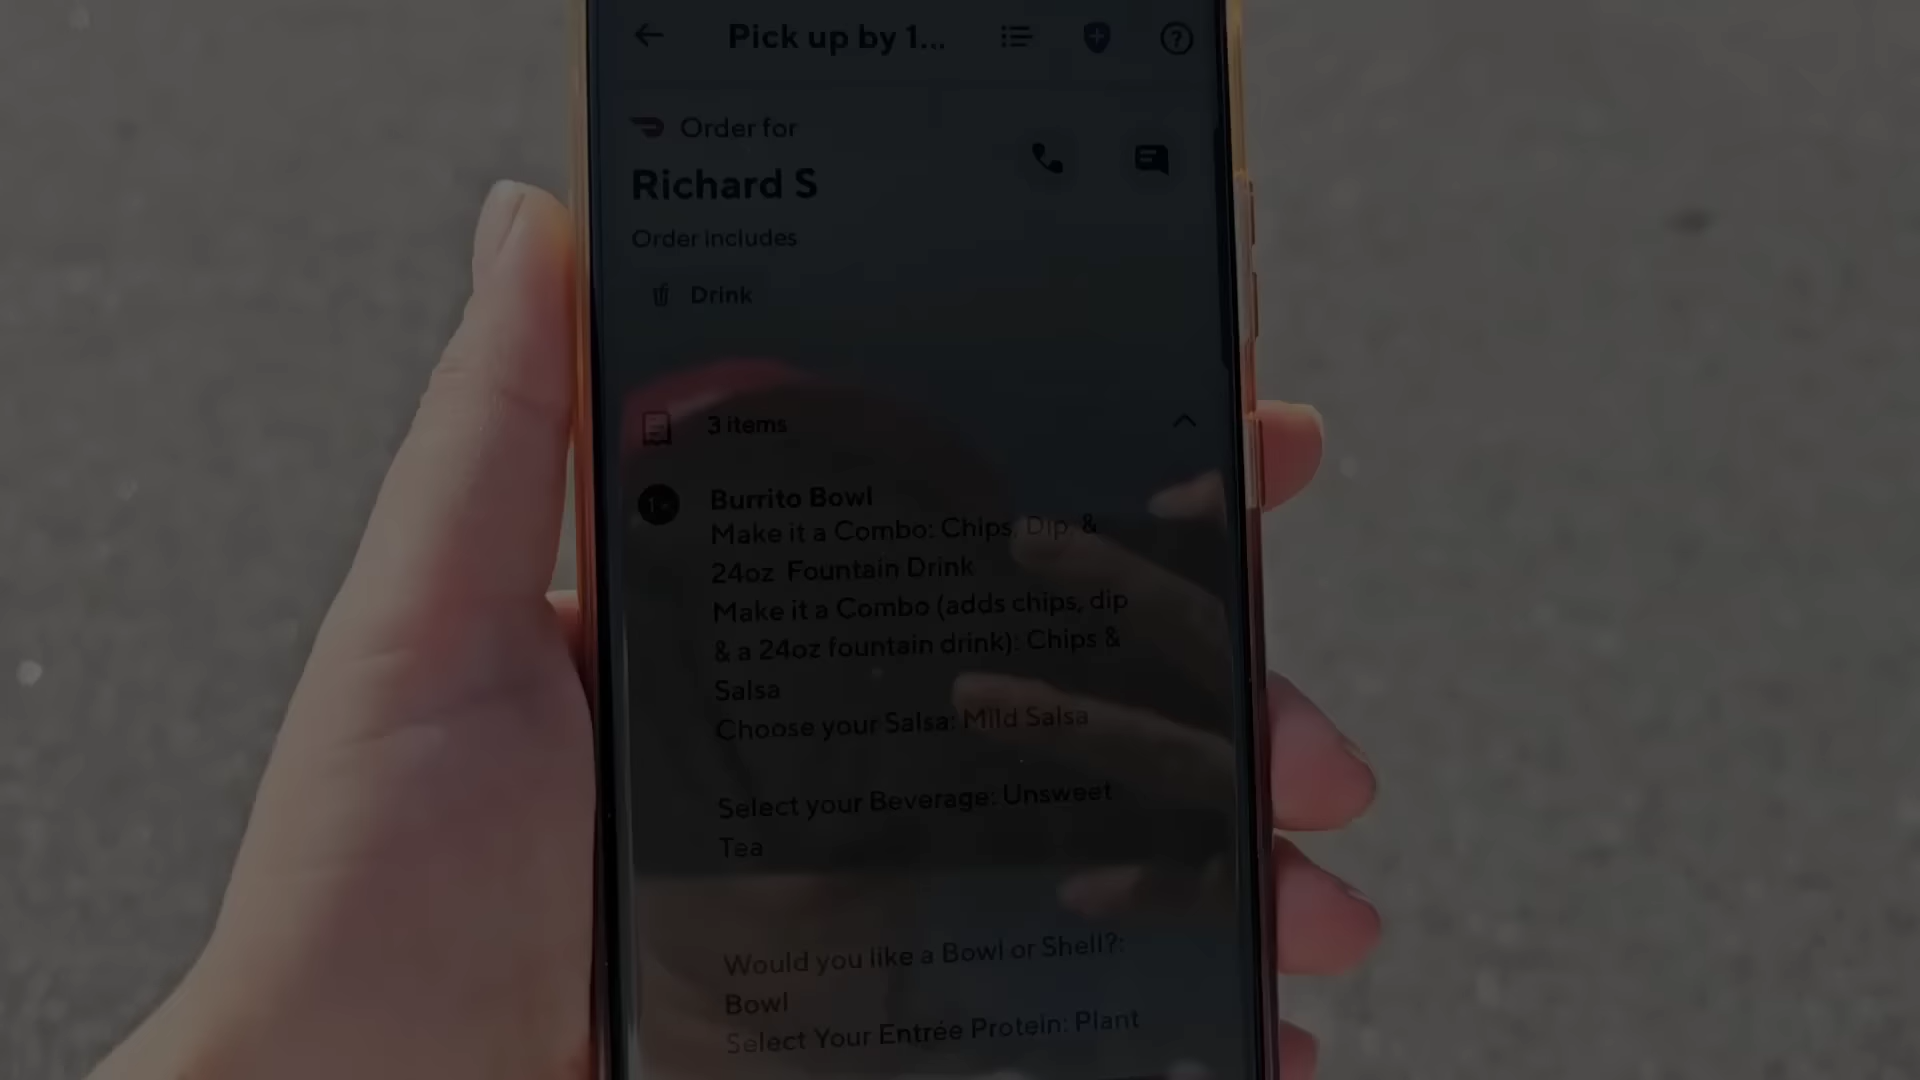 Pick up by 1...
Order for
Richard S
Order includes
Drink
3 items
1×
Burrito Bowl
Make it a Combo: Chips, Dip, &
24oz Fountain Drink
Make it a Combo (adds chips, dip
& a 24oz fountain drink): Chips &
Salsa
Choose your Salsa: Mild Salsa
Select your Beverage: Unsweet
Tea
Would you like a Bowl or Shell?:
Bowl
Select Your Entrée Protein: Plant